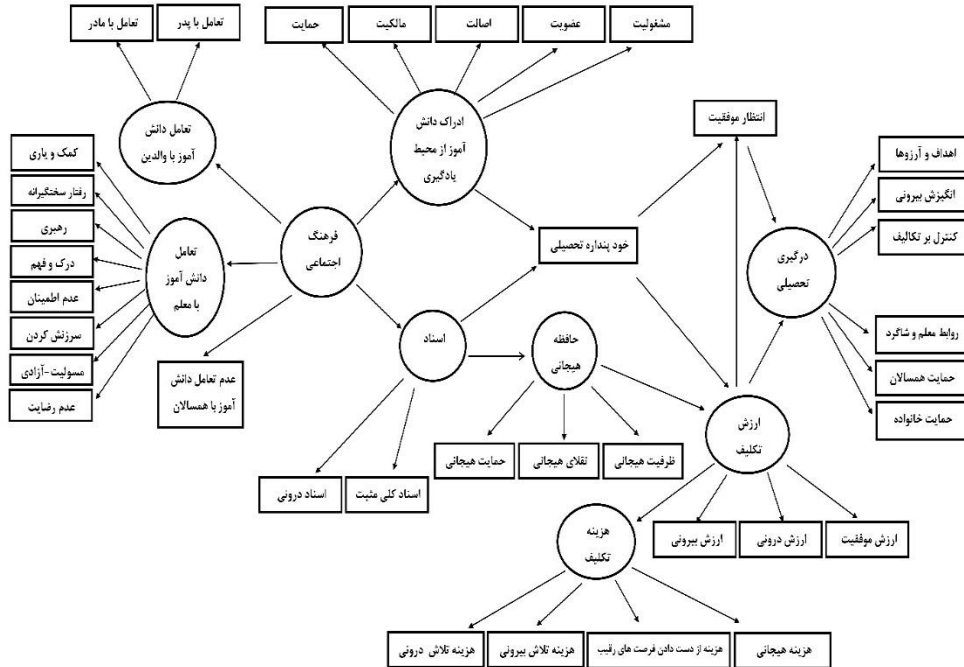 تعامل با پدر
تعامل با مادر
مشغولیت
عضویت
اصالت
مالکیت
حمایت
انتظار موفقیت
ادراک دانش
آموز از محیط
یادگیری
تعامل دانش
آموز با والدین
اهداف و آرزوها
انگیزش بیرونی
کنترل بر تکالیف
روابط معلم و شاگرد
حمایت همسالان
حمایت خانواده
درگیری
تحصیلی
خود پنداره تحصیلی
فرهنگ
اجتماعی
تعامل
دانش آموز
با معلم
کمک و یاری
رفتار سختگیرانه
رهبری
درک و فهم
عدم اطمینان
سرزنش کردن
مسولیت-آزادی
عدم رضایت
عدم تعامل دانش
آموز با همسالان
اسناد
حافظه
هیجانی
ارزش
تکلیف
ظرفیت هیجانی
تقلای هیجانی
حمایت هیجانی
اسناد کلی مثبت
اسناد درونی
ارزش موفقیت
ارزش درونی
ارزش بیرونی
هزینه
تکلیف
هزینه هیجانی
هزینه از دست دادن فرصت های رقیب
هزینه تلاش بیرونی
هزینه تلاش درونی